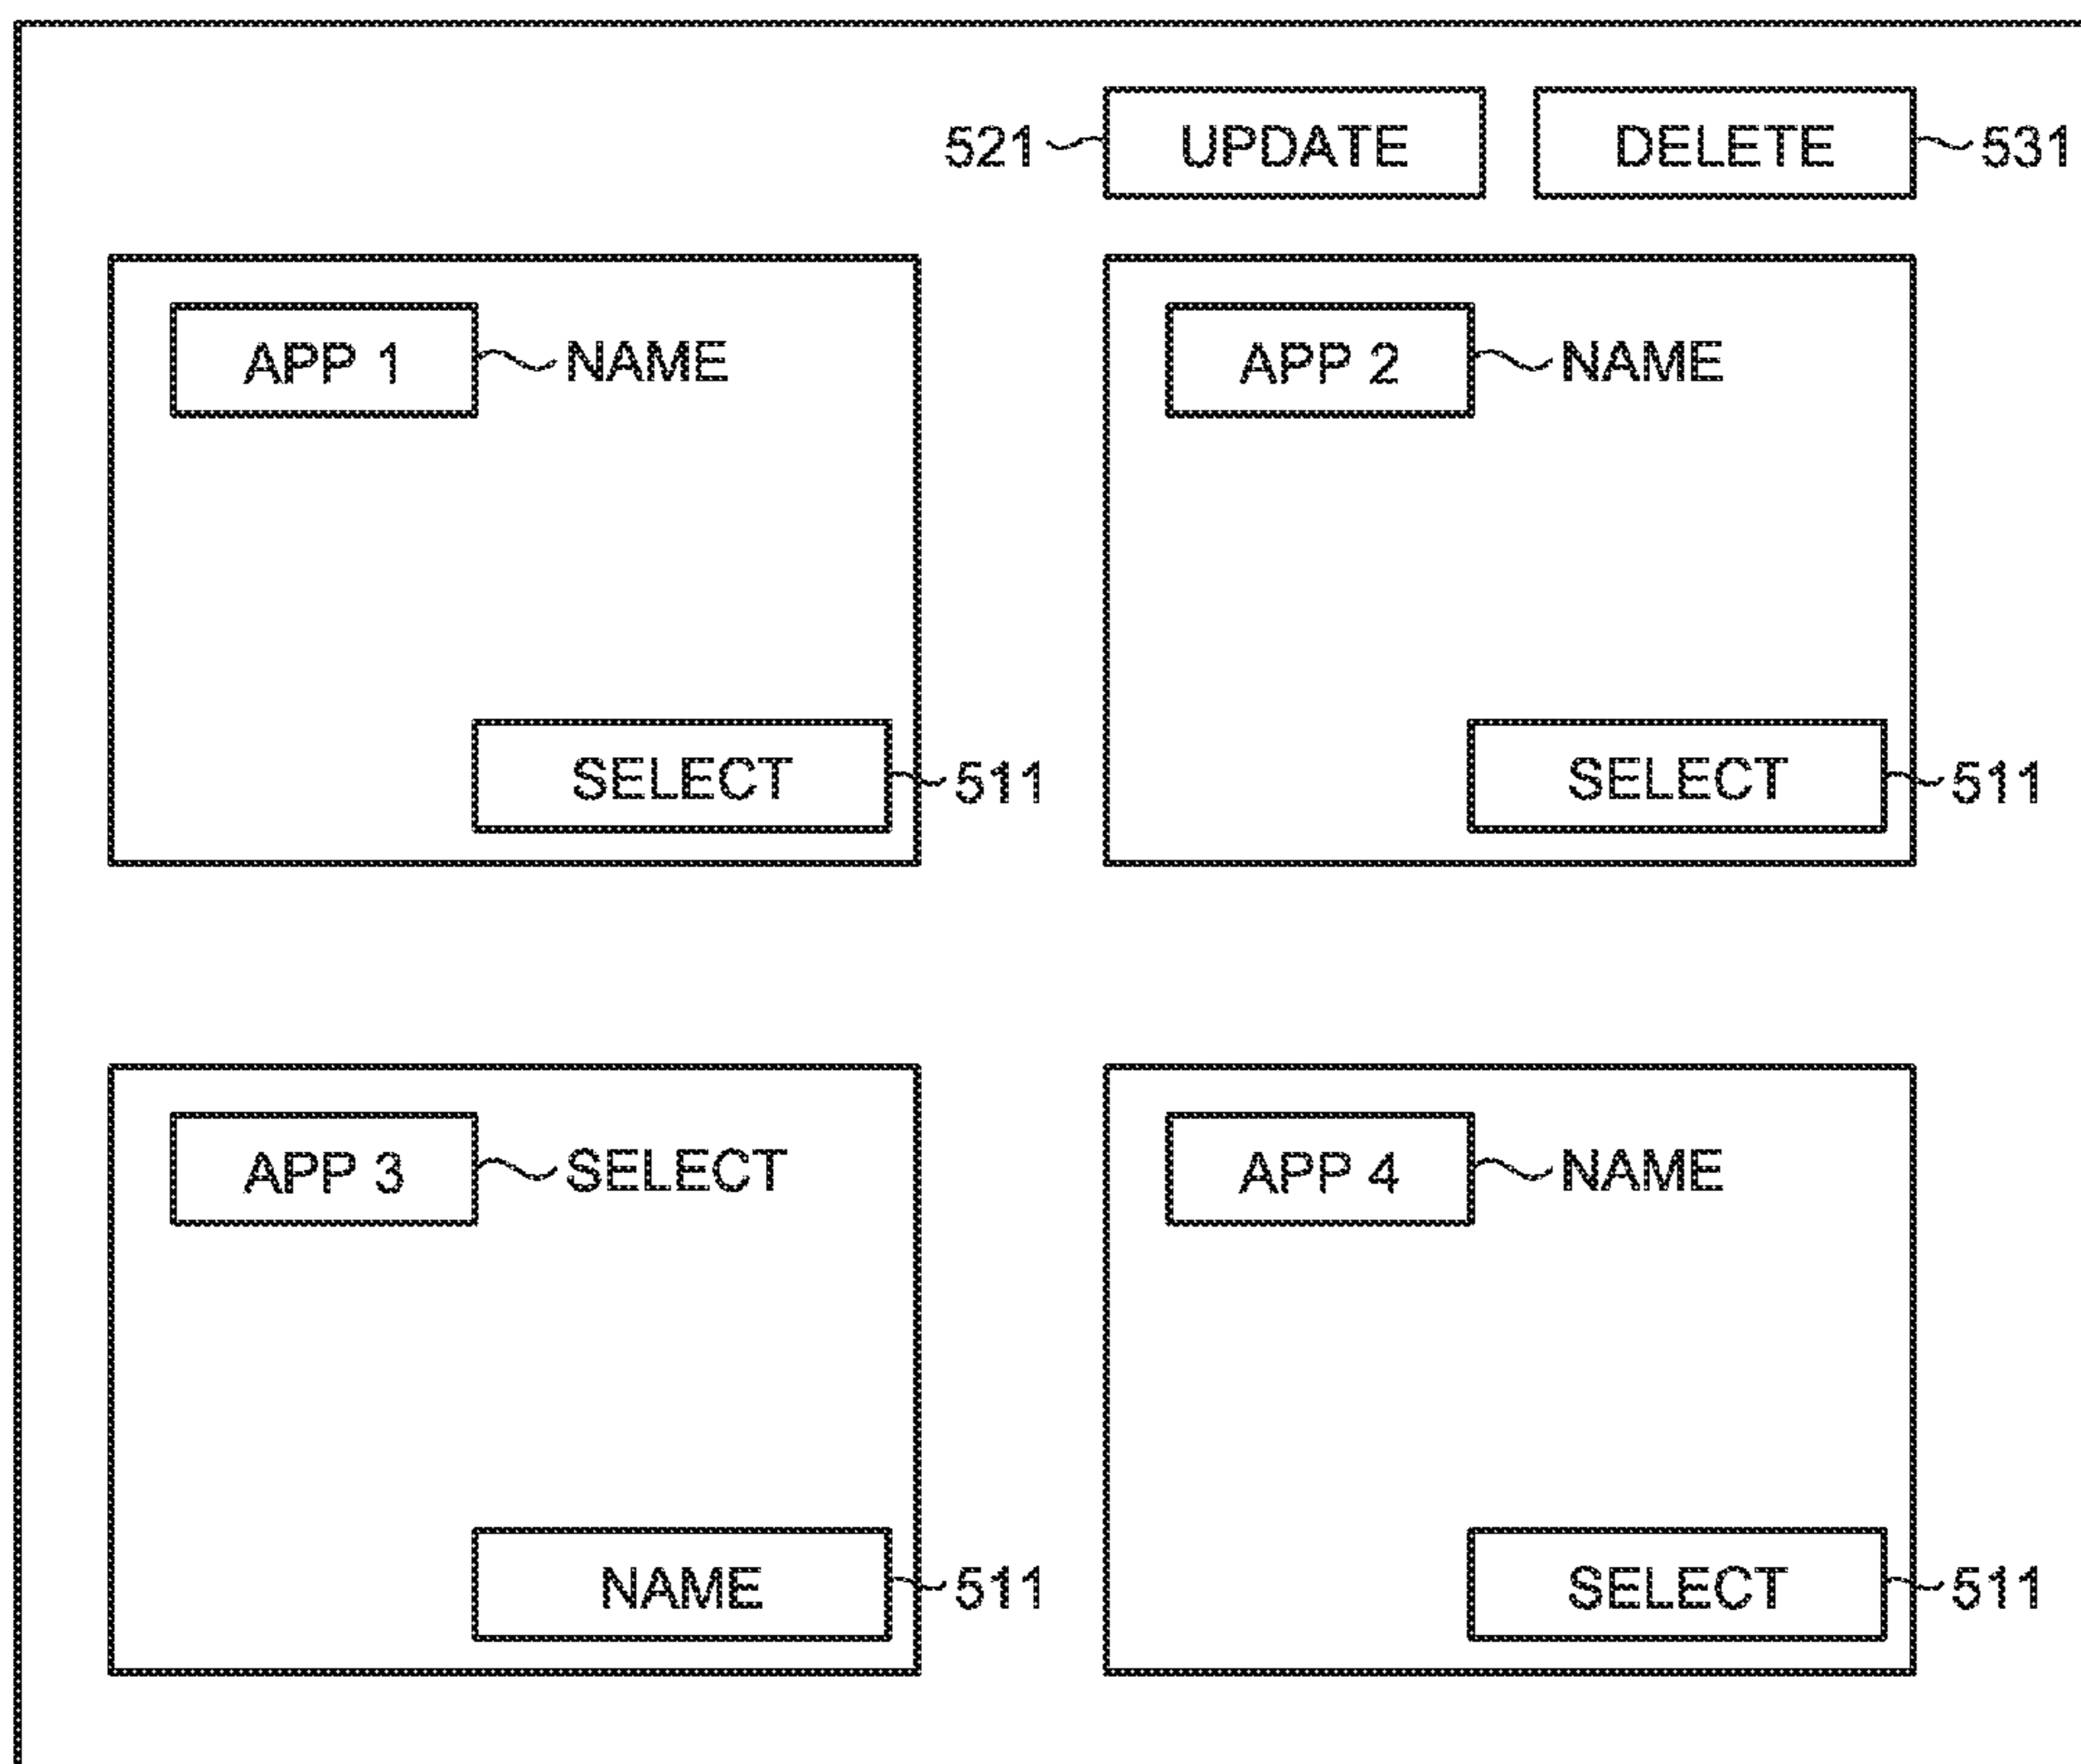 521 UPDATE DELETE 531
APP 1 NAME
APP 2 NAME
SELECT 511
SELECT 511
APP 3 SELECT
APP 4 NAME
NAME 511
SELECT 511